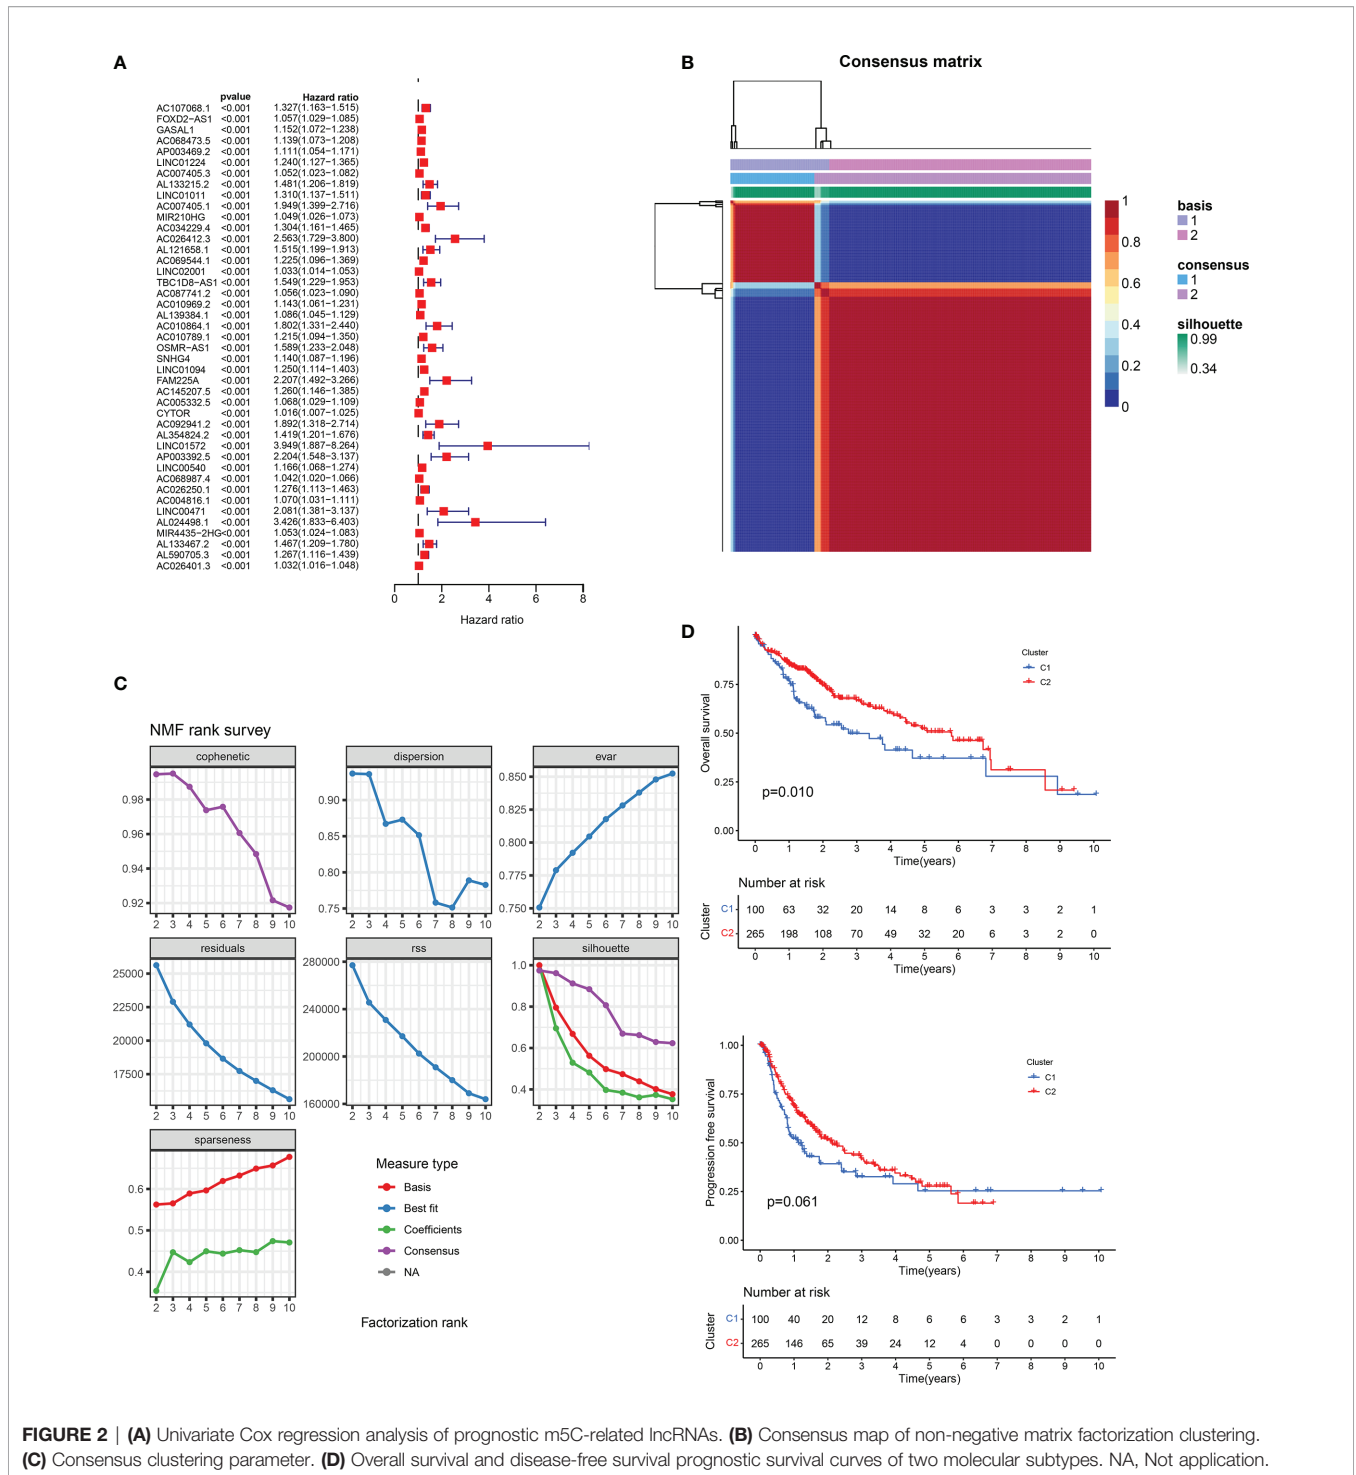 A
pvalue Hazard ratio
AC107068.1 <0.001 1.327(1.163−1.515)
FOXD2−AS1 <0.001 1.057(1.029−1.085)
GASAL1 <0.001 1.152(1.072−1.238)
AC068473.5 <0.001 1.139(1.073−1.208)
AP003469.2 <0.001 1.111(1.054−1.171)
LINC01224 <0.001 1.240(1.127−1.365)
AC007405.3 <0.001 1.052(1.023−1.082)
AL133215.2 <0.001 1.481(1.206−1.819)
LINC01011 <0.001 1.310(1.137−1.511)
AC007405.1 <0.001 1.949(1.399−2.716)
MIR210HG <0.001 1.049(1.026−1.073)
AC034229.4 <0.001 1.304(1.161−1.465)
AC026412.3 <0.001 2.563(1.729−3.800)
AL121658.1 <0.001 1.515(1.199−1.913)
AC069544.1 <0.001 1.225(1.096−1.369)
LINC02001 <0.001 1.033(1.014−1.053)
TBC1D8−AS1 <0.001 1.549(1.229−1.953)
AC087741.2 <0.001 1.056(1.023−1.090)
AC010969.2 <0.001 1.143(1.061−1.231)
AL139384.1 <0.001 1.086(1.045−1.129)
AC010864.1 <0.001 1.802(1.331−2.440)
AC010789.1 <0.001 1.215(1.094−1.350)
OSMR−AS1 <0.001 1.589(1.233−2.048)
SNHG4 <0.001 1.140(1.087−1.196)
LINC01094 <0.001 1.250(1.114−1.403)
FAM225A <0.001 2.207(1.492−3.266)
AC145207.5 <0.001 1.260(1.146−1.385)
AC005332.5 <0.001 1.068(1.029−1.109)
CYTOR <0.001 1.016(1.007−1.025)
AC092941.2 <0.001 1.892(1.318−2.714)
AL354824.2 <0.001 1.419(1.201−1.676)
LINC01572 <0.001 3.949(1.887−8.264)
AP003392.5 <0.001 2.204(1.548−3.137)
LINC00540 <0.001 1.166(1.068−1.274)
AC068987.4 <0.001 1.042(1.020−1.066)
AC026250.1 <0.001 1.276(1.113−1.463)
AC004816.1 <0.001 1.070(1.031−1.111)
LINC00471 <0.001 2.081(1.381−3.137)
AL024498.1 <0.001 3.426(1.833−6.403)
MIR4435−2HG <0.001 1.053(1.024−1.083)
AL133467.2 <0.001 1.467(1.209−1.780)
AL590705.3 <0.001 1.267(1.116−1.439)
AC026401.3 <0.001 1.032(1.016−1.048)
0 2 4 6 8
Hazard ratio
B
Consensus matrix
1
0.8
0.6
0.4
0.2
0
basis
1
2
consensus
1
2
silhouette
0.99
0.34
C
NMF rank survey
cophenetic
0.98
0.96
0.94
0.92
2 3 4 5 6 7 8 9 10
dispersion
0.90
0.85
0.80
0.75
2 3 4 5 6 7 8 9 10
evar
0.850
0.825
0.800
0.775
0.750
2 3 4 5 6 7 8 9 10
residuals
25000
22500
20000
17500
2 3 4 5 6 7 8 9 10
rss
280000
240000
200000
160000
2 3 4 5 6 7 8 9 10
silhouette
1.0
0.8
0.6
0.4
2 3 4 5 6 7 8 9 10
sparseness
0.6
0.5
0.4
2 3 4 5 6 7 8 9 10
Measure type
Basis
Best fit
Coefficients
Consensus
NA
Factorization rank
D
Cluster
C1
C2
Overall survival
0.75
0.50
0.25
0.00
p=0.010
0 1 2 3 4 5 6 7 8 9 10
Time(years)
Number at risk
Cluster
C1 100 63 32 20 14 8 6 3 3 2 1
C2 265 198 108 70 49 32 20 6 3 2 0
0 1 2 3 4 5 6 7 8 9 10
Time(years)
Cluster
C1
C2
Progression free survival
1.00
0.75
0.50
0.25
0.00
p=0.061
0 1 2 3 4 5 6 7 8 9 10
Time(years)
Number at risk
Cluster
C1 100 40 20 12 8 6 6 3 3 2 1
C2 265 146 65 39 24 12 4 0 0 0 0
0 1 2 3 4 5 6 7 8 9 10
Time(years)
FIGURE 2 | (A) Univariate Cox regression analysis of prognostic m5C-related lncRNAs. (B) Consensus map of non-negative matrix factorization clustering.
(C) Consensus clustering parameter. (D) Overall survival and disease-free survival prognostic survival curves of two molecular subtypes. NA, Not application.